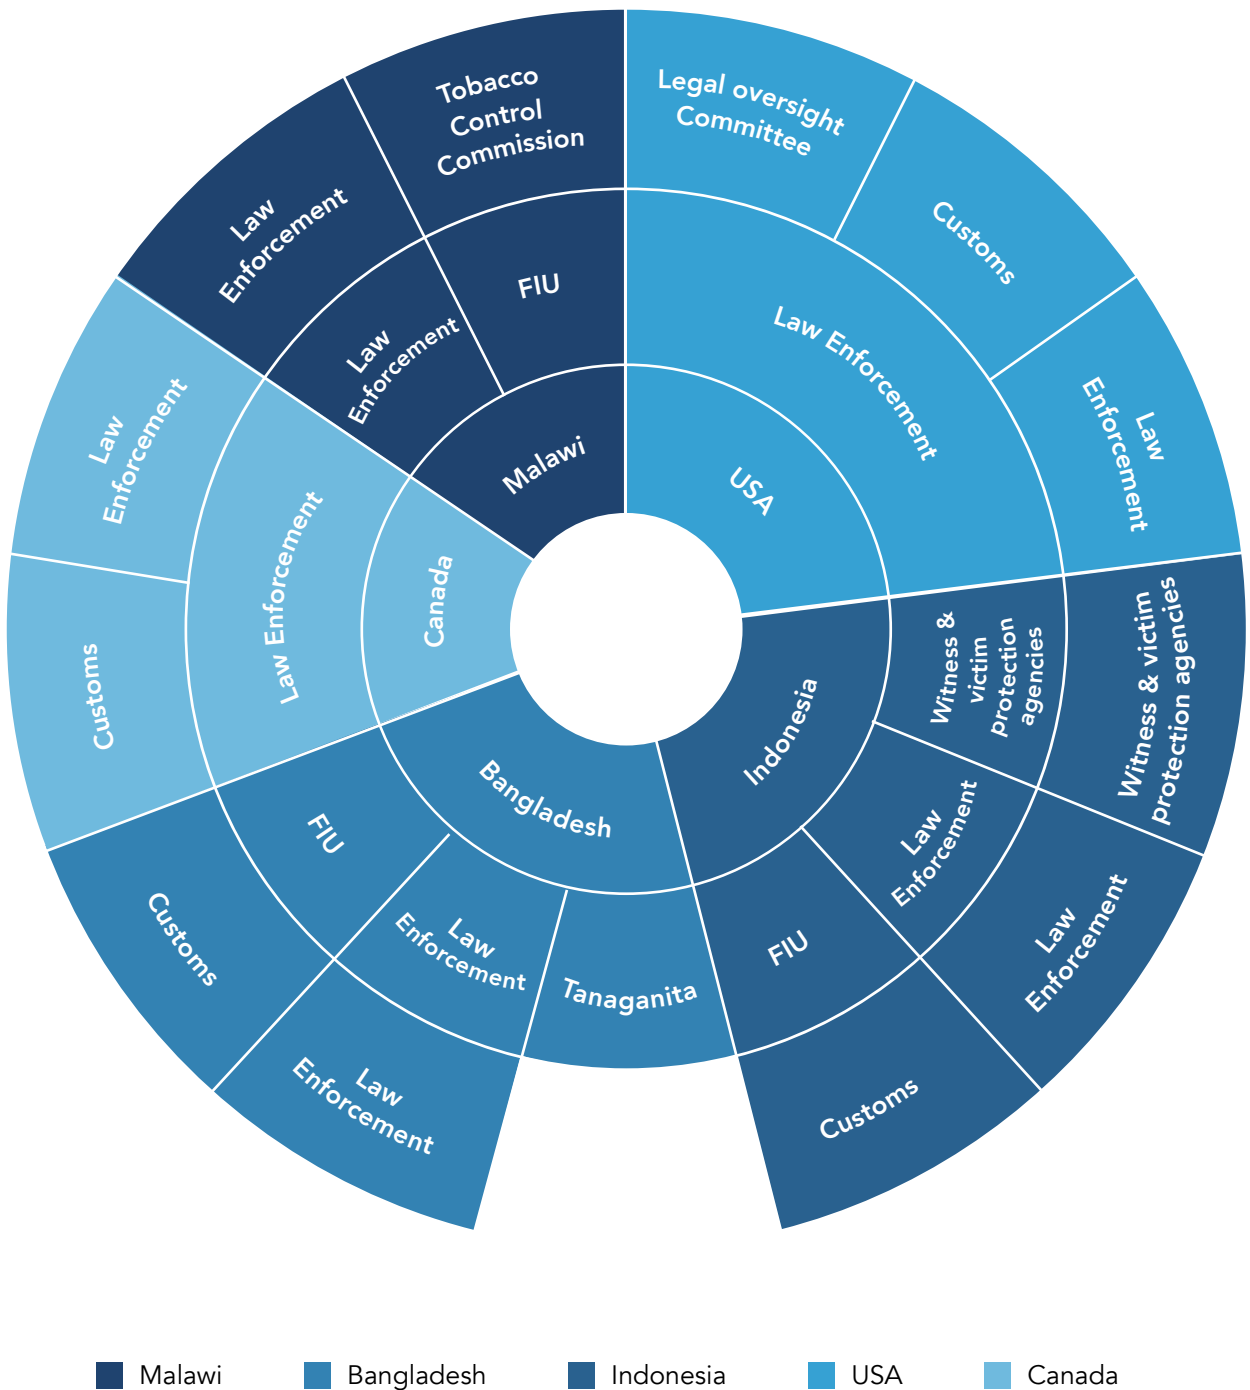 Tobacco
Control
Commission
Legal oversight
Committee
Law
Enforcement
Customs
FIU
Law
Enforcement
Law Enforcement
Law
Enforcement
Law
Enforcement
Malawi
USA
Law Enforcement
Canada
Customs
Witness &
victim
protection
agencies
Witness & victim
protection agencies
Indonesia
Bangladesh
FIU
Law
Enforcement
Customs
Law
Enforcement
Tanaganita
FIU
Law
Enforcement
Law
Enforcement
Customs
Malawi
Bangladesh
Indonesia
USA
Canada